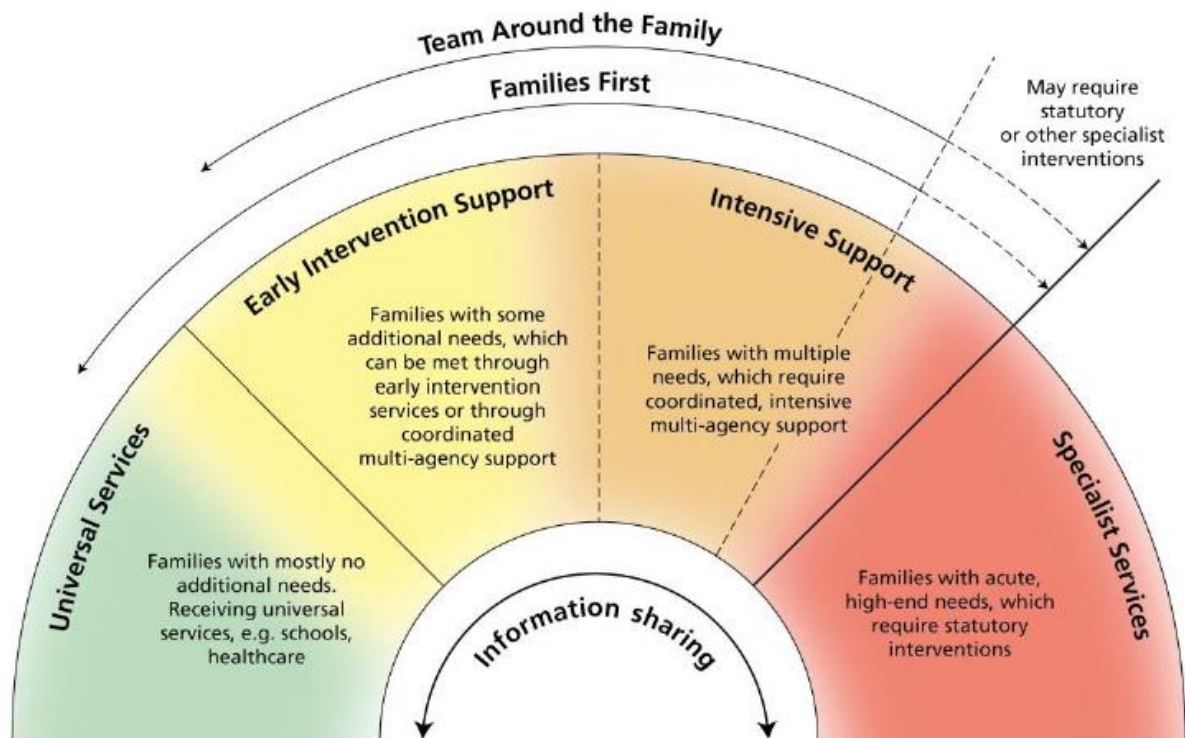 Team Around the Family
Families First
May require
statutory
or other specialist
interventions
Early Intervention Support
Intensive Support
Families with some
additional needs, which
can be met through
early intervention
services or through
coordinated
multi-agency support
Families with multiple
needs, which require
coordinated, intensive
multi-agency support
Universal Services
Specialist Services
Families with mostly no
additional needs.
Receiving universal
services, e.g. schools,
healthcare
Information sharing
Families with acute,
high-end needs, which
require statutory
interventions